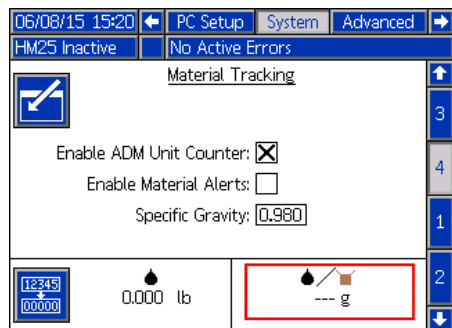 06/08/15 15:20 PC Setup System Advanced
HM25 Inactive No Active Errors
Material Tracking
3
Enable ADM Unit Counter:
4
Enable Material Alerts:
Specific Gravity: 0.980
1
12345
00000
0.000 lb
--- g
2